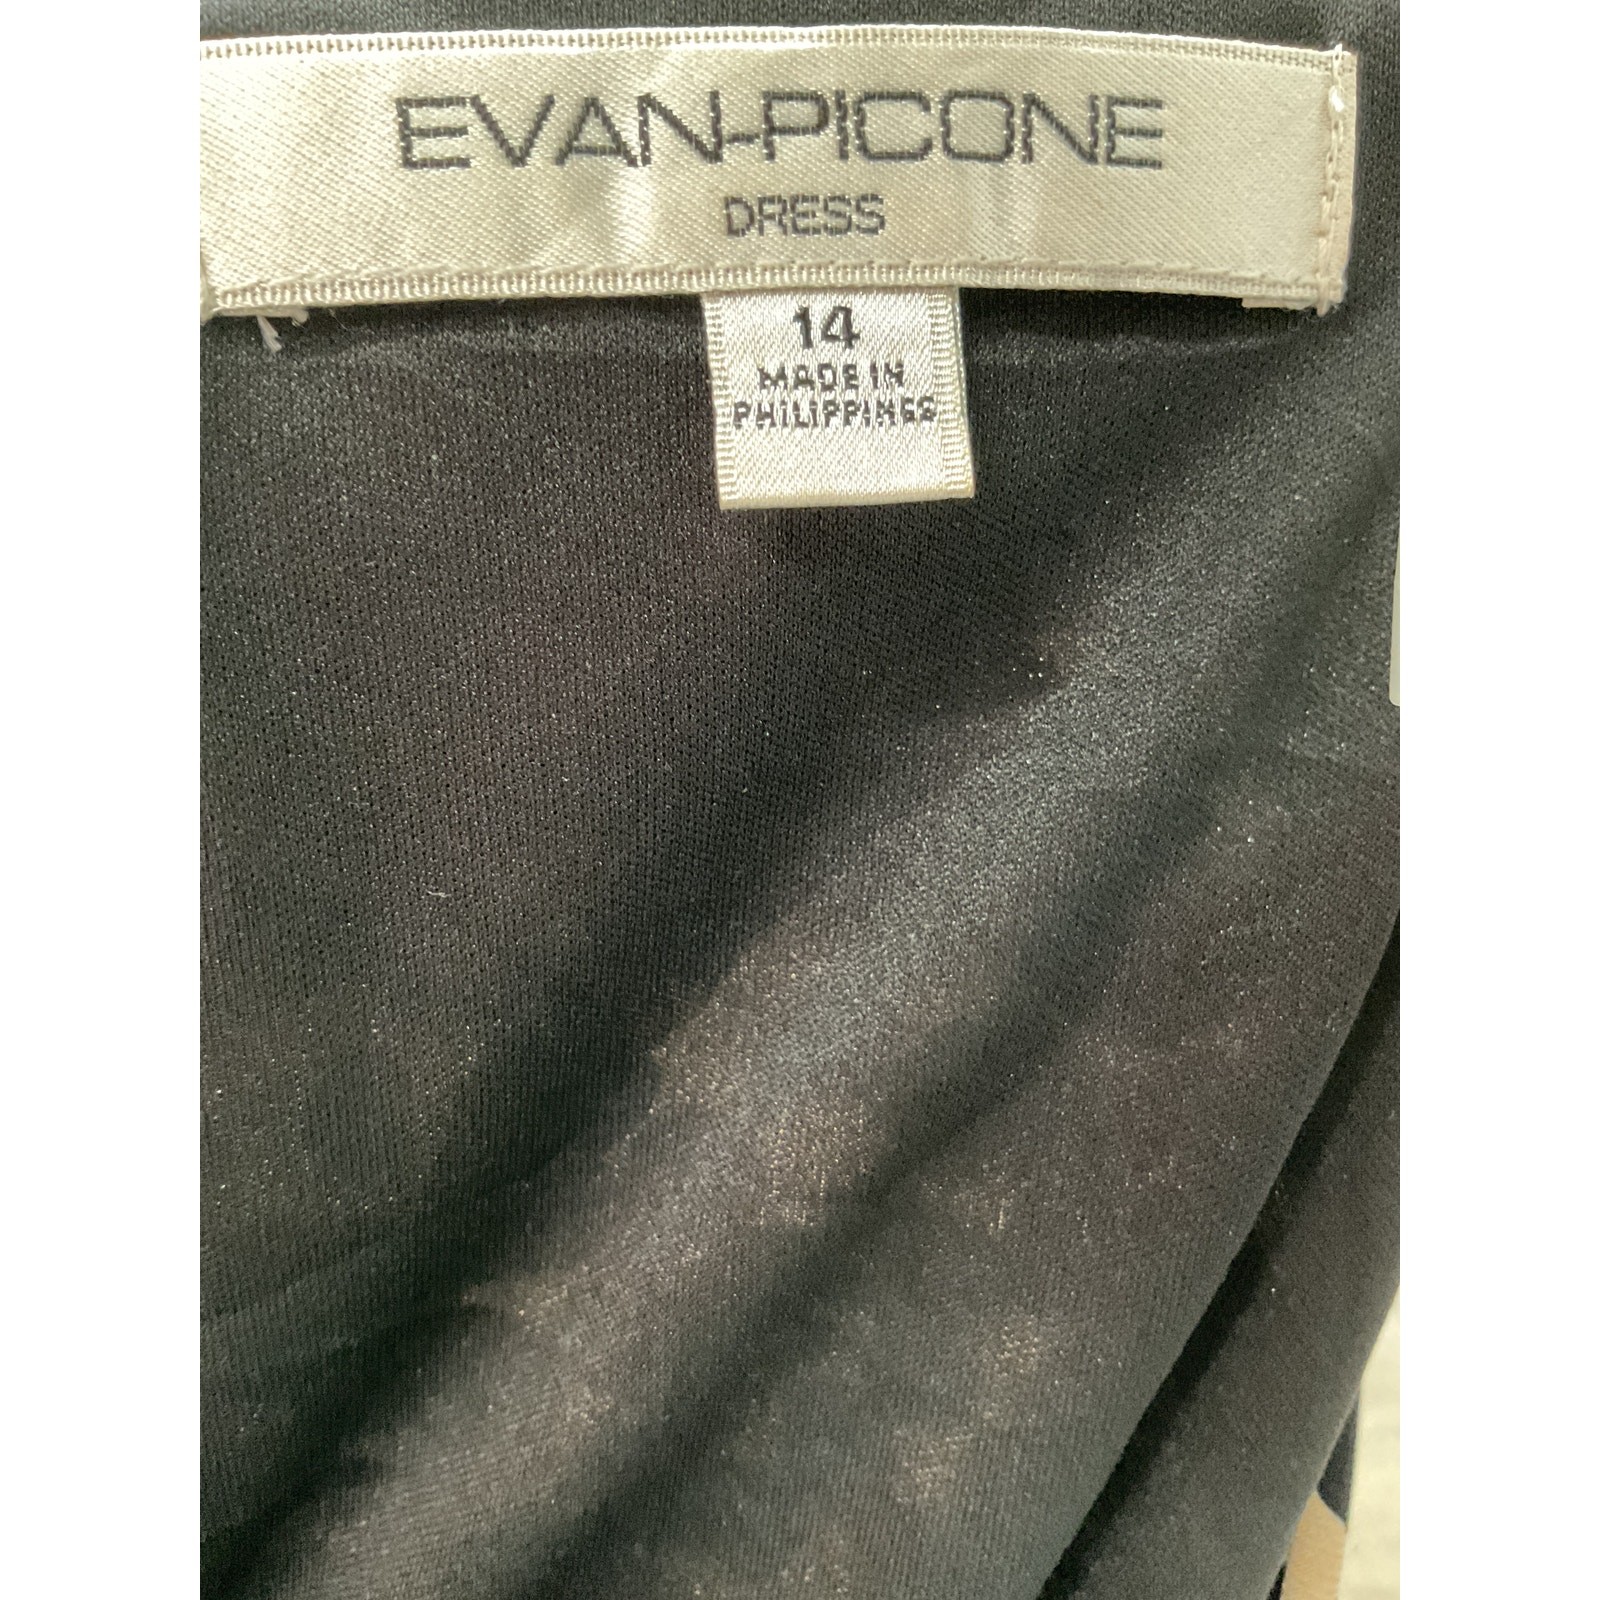 EVAN-PICONE
DRESS
14
MADE IN
PHILIPPINES